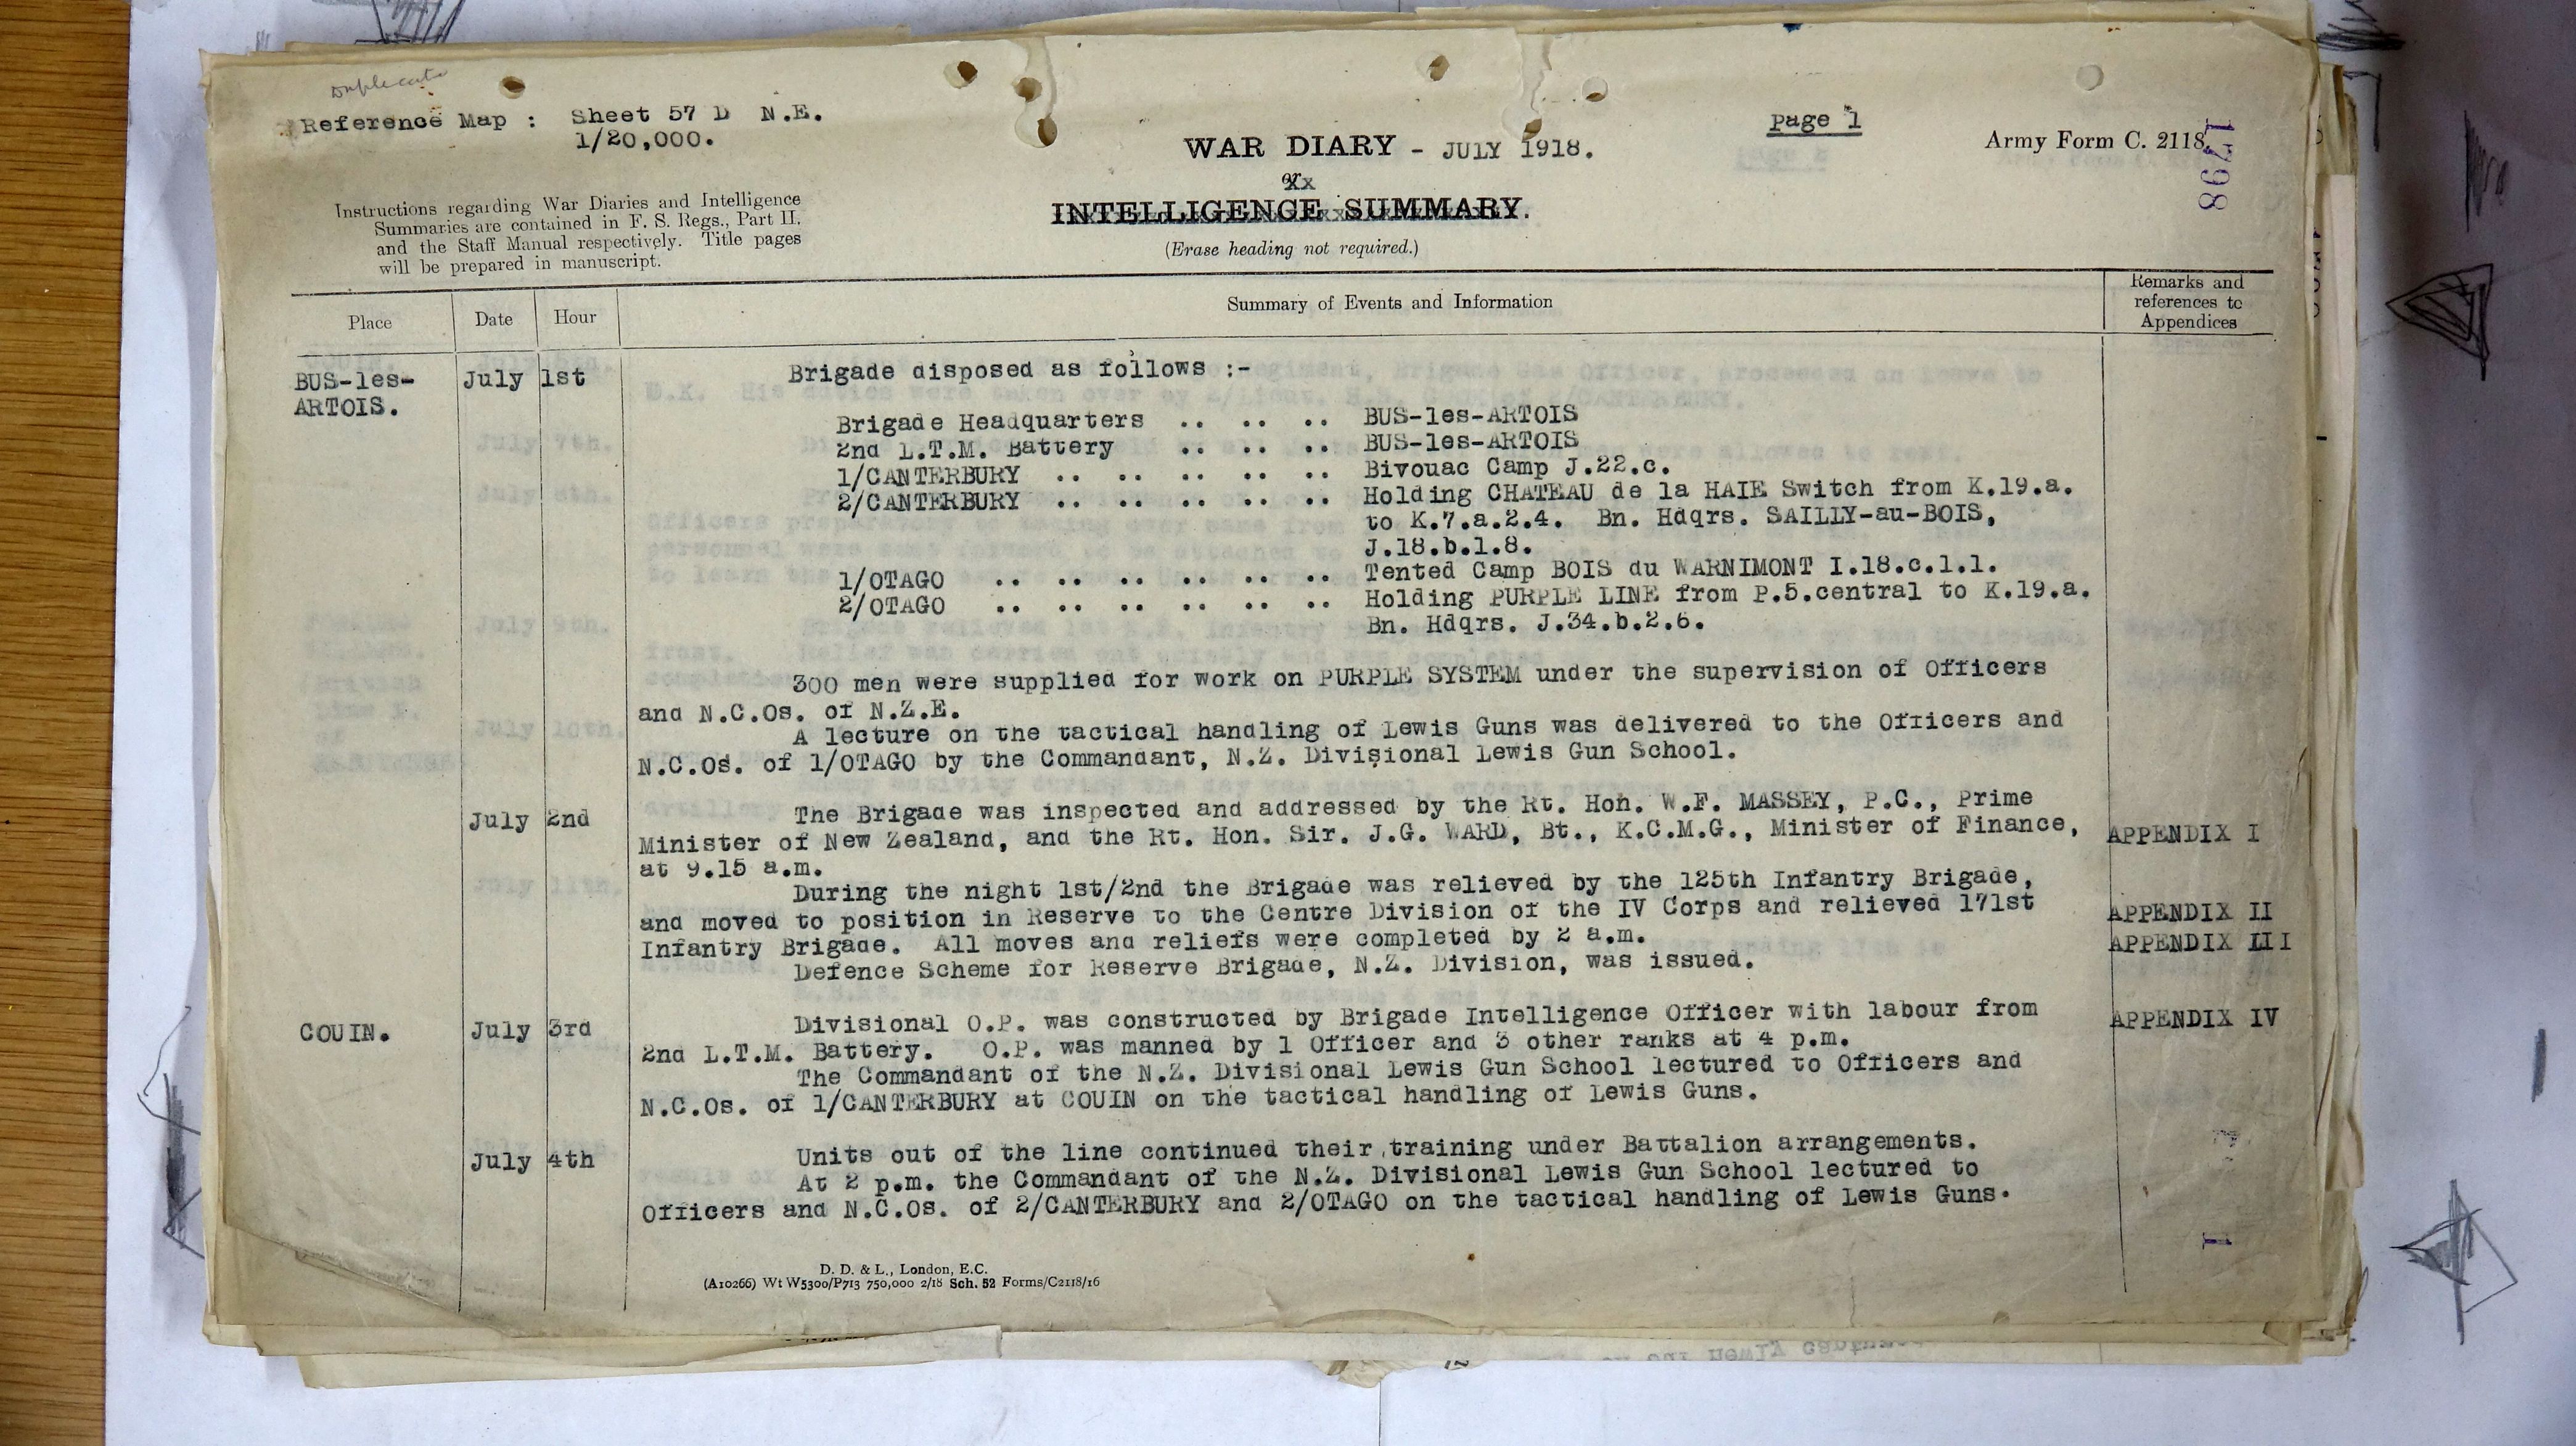 Duplicate
Reference Map : Sheet 57 D N.E.
1/20,000.
Page 1
Army Form C. 2118
1798
WAR DIARY - JULY 1918.
or
INTELLIGENCE SUMMARY.
(Erase heading not required.)
Instructions regarding War Diaries and Intelligence
Summaries are contained in F. S. Regs., Part II.
and the Staff Manual respectively. Title pages
will be prepared in manuscript.
Place Date Hour Summary of Events and Information Remarks and
references to
Appendices
BUS-les- July 1st Brigade disposed as follows :-
ARTOIS.
Brigade Headquarters .. .. .. BUS-les-ARTOIS
2nd L.T.M. Battery .. .. .. BUS-les-ARTOIS
1/CANTERBURY .. .. .. .. .. Bivouac Camp J.22.c.
2/CANTERBURY .. .. .. .. .. Holding CHATEAU de la HAIE Switch from K.19.a.
to K.7.a.2.4. Bn. Hdqrs. SAILLY-au-BOIS,
J.18.b.1.8.
1/OTAGO .. .. .. .. .. .. Tented Camp BOIS du WARNIMONT I.18.c.1.1.
2/OTAGO .. .. .. .. .. .. Holding PURPLE LINE from P.5.central to K.19.a.
Bn. Hdqrs. J.34.b.2.6.
300 men were supplied for work on PURPLE SYSTEM under the supervision of Officers
and N.C.Os. of N.Z.E.
A lecture on the tactical handling of Lewis Guns was delivered to the Officers and
N.C.Os. of 1/OTAGO by the Commandant, N.Z. Divisional Lewis Gun School.
July 2nd The Brigade was inspected and addressed by the Rt. Hon. W.F. MASSEY, P.C., Prime
Minister of New Zealand, and the Rt. Hon. Sir. J.G. WARD, Bt., K.C.M.G., Minister of Finance, APPENDIX I
at 9.15 a.m.
During the night 1st/2nd the Brigade was relieved by the 125th Infantry Brigade,
and moved to position in Reserve to the Centre Division of the IV Corps and relieved 171st APPENDIX II
Infantry Brigade. All moves and reliefs were completed by 2 a.m. APPENDIX III
Defence Scheme for Reserve Brigade, N.Z. Division, was issued.
COUIN. July 3rd Divisional O.P. was constructed by Brigade Intelligence Officer with labour from APPENDIX IV
2nd L.T.M. Battery. O.P. was manned by 1 Officer and 3 other ranks at 4 p.m.
The Commandant of the N.Z. Divisional Lewis Gun School lectured to Officers and
N.C.Os. of 1/CANTERBURY at COUIN on the tactical handling of Lewis Guns.
July 4th Units out of the line continued their training under Battalion arrangements.
At 2 p.m. the Commandant of the N.Z. Divisional Lewis Gun School lectured to
Officers and N.C.Os. of 2/CANTERBURY and 2/OTAGO on the tactical handling of Lewis Guns.
D. D. & L., London, E.C.
(A10266) Wt W5300/P713 750,000 2/18 Sch. 52 Forms/C2118/16